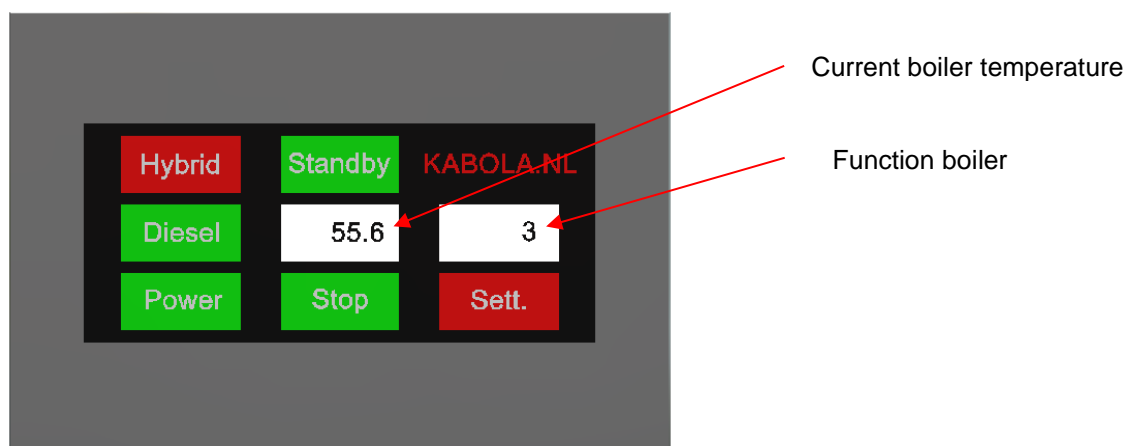 Current boiler temperature
Hybrid Standby KABOLA.NL
Function boiler
Diesel 55.6 3
Power Stop Sett.